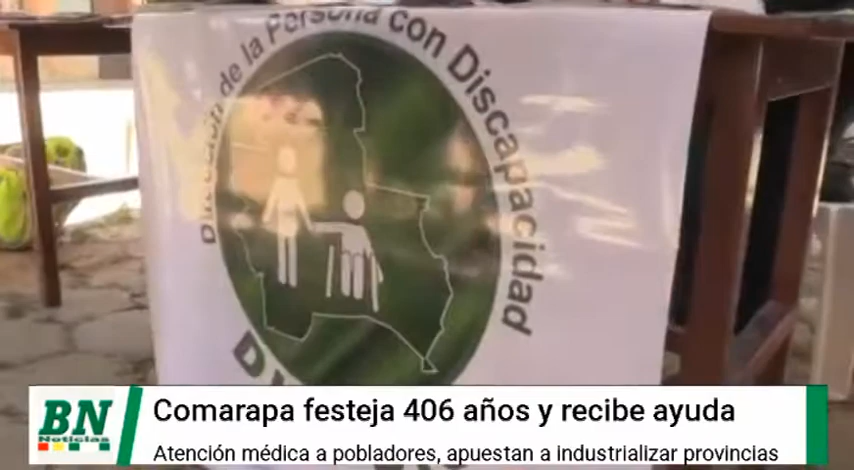 Dirección de la Persona con Discapacidad
BN
Noticias
Comarapa festeja 406 años y recibe ayuda
Atención médica a pobladores, apuestan a industrializar provincias